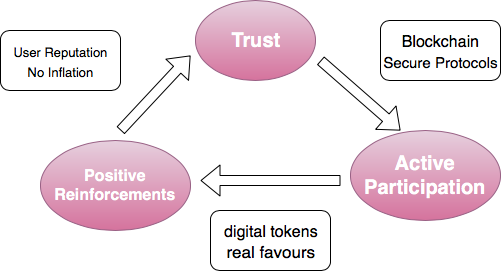 Trust
User Reputation
No Inflation
Blockchain
Secure Protocols
Active
Participation
Positive
Reinforcements
digital tokens
real favours